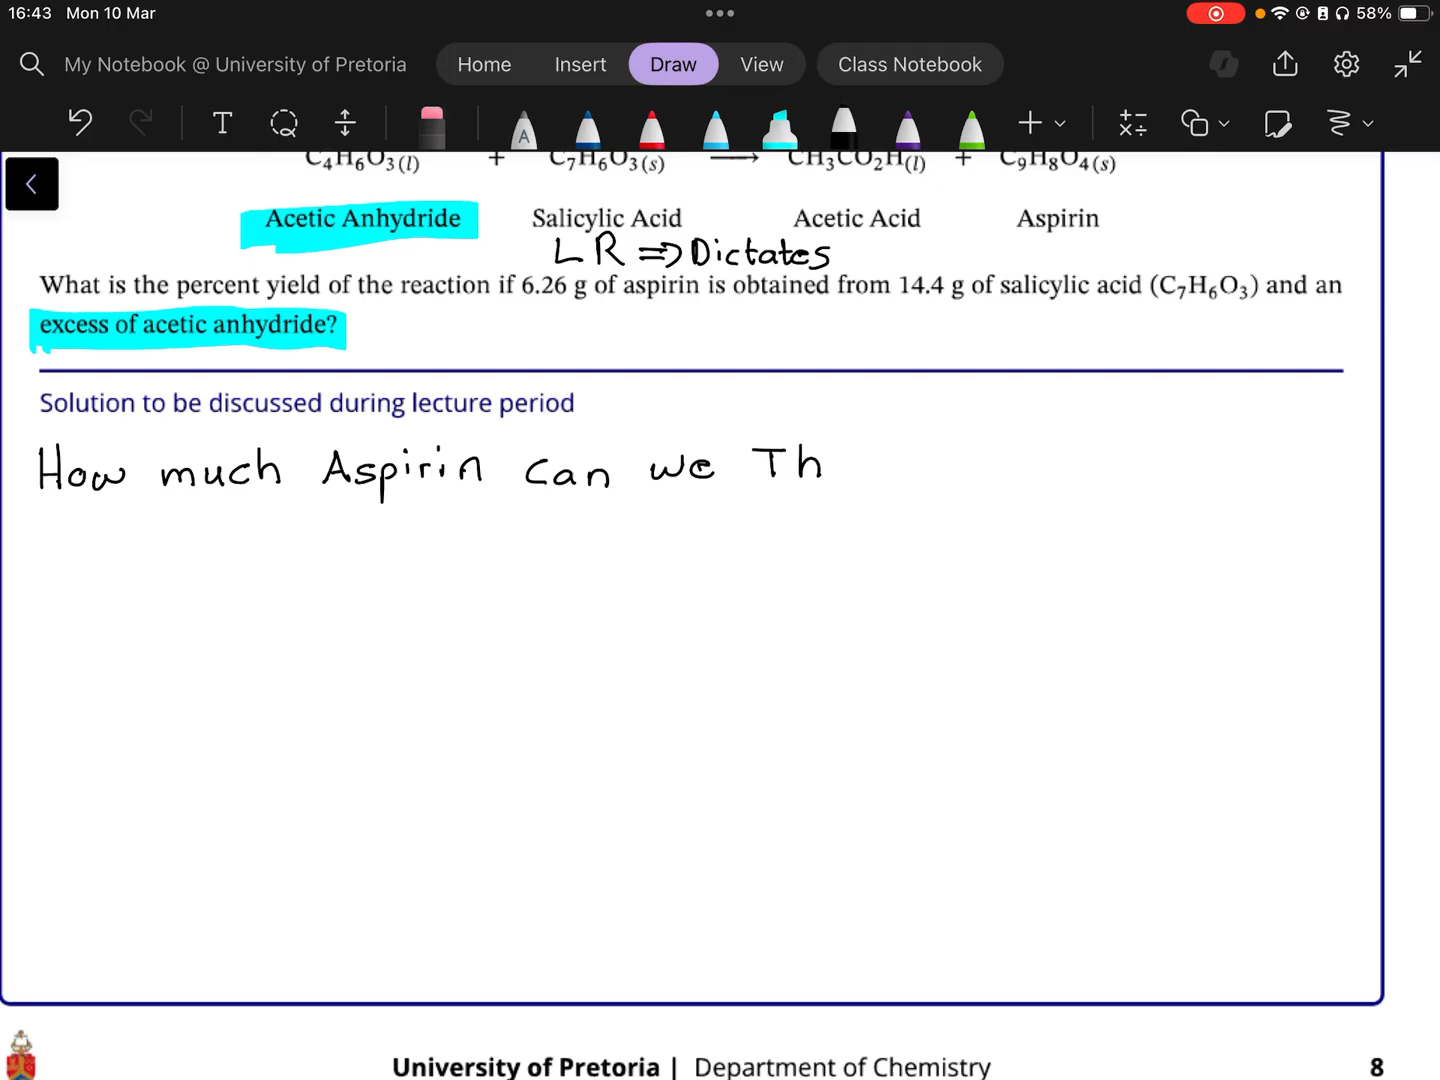 16:43 Mon 10 Mar 58%
My Notebook @ University of Pretoria Home Insert Draw View Class Notebook
T A
C₄H₆O₃(l) + C₇H₆O₃(s) ⟶ CH₃CO₂H(l) + C₉H₈O₄(s)
Acetic Anhydride Salicylic Acid Acetic Acid Aspirin
LR ⇒ Dictates
What is the percent yield of the reaction if 6.26 g of aspirin is obtained from 14.4 g of salicylic acid (C₇H₆O₃) and an
excess of acetic anhydride?
Solution to be discussed during lecture period
How much Aspirin can we Th
University of Pretoria | Department of Chemistry 8